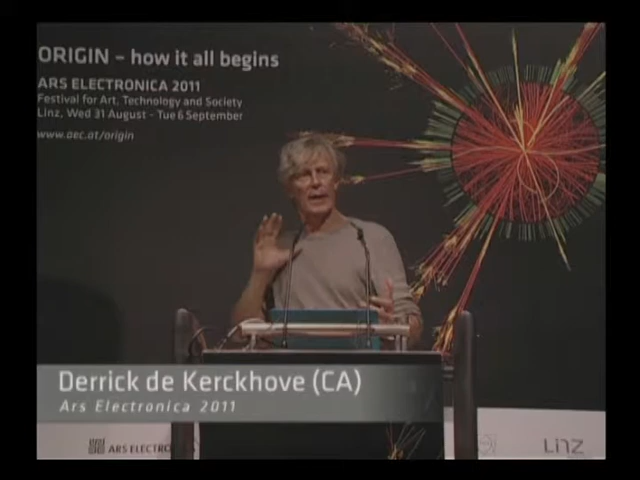 ORIGIN – how it all begins
ARS ELECTRONICA 2011
Festival for Art, Technology and Society
Linz, Wed 31 August - Tue 6 September
www.aec.at/origin
Derrick de Kerckhove (CA)
Ars Electronica 2011
ARS ELECTRO
LinZ